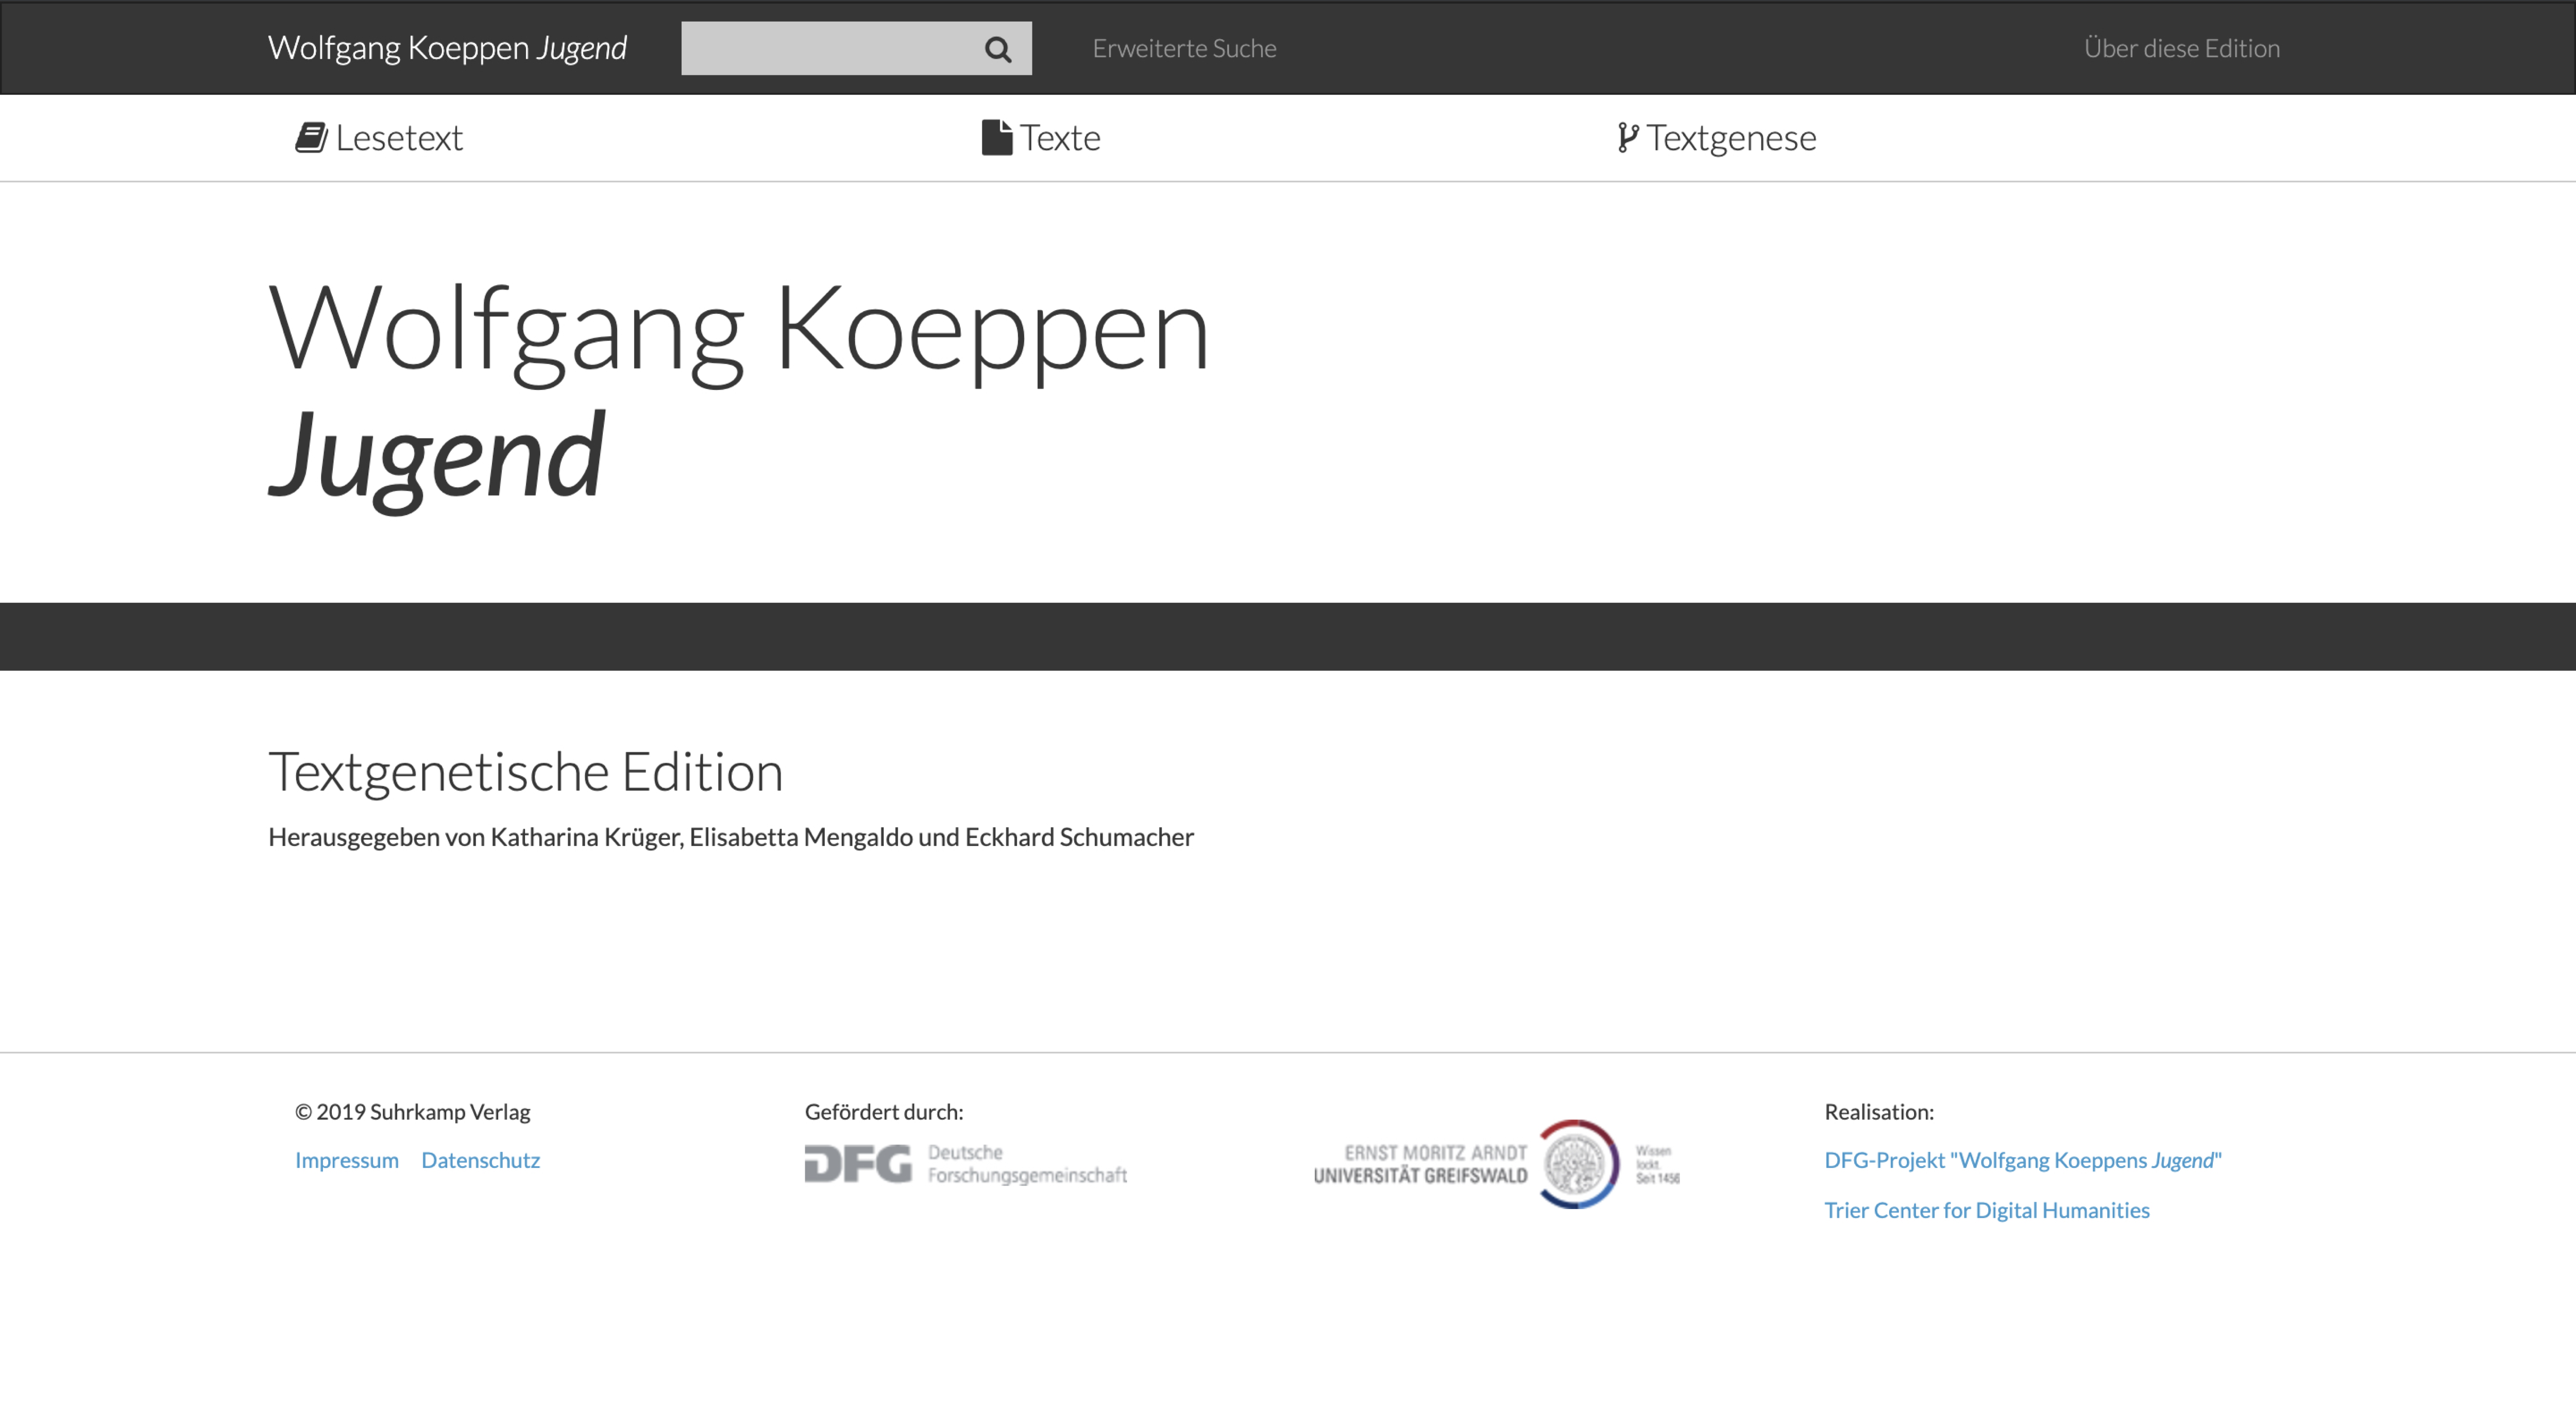 Wolfgang Koeppen Jugend
Erweiterte Suche
Über diese Edition
Lesetext
Texte
Textgenese
Wolfgang Koeppen
Jugend
Textgenetische Edition
Herausgegeben von Katharina Krüger, Elisabetta Mengaldo und Eckhard Schumacher
© 2019 Suhrkamp Verlag
Impressum Datenschutz
Gefördert durch:
DFG Deutsche
Forschungsgemeinschaft
ERNST MORITZ ARNDT
UNIVERSITÄT GREIFSWALD
Wissen
lockt.
Seit 1456
Realisation:
DFG-Projekt "Wolfgang Koeppens Jugend"
Trier Center for Digital Humanities